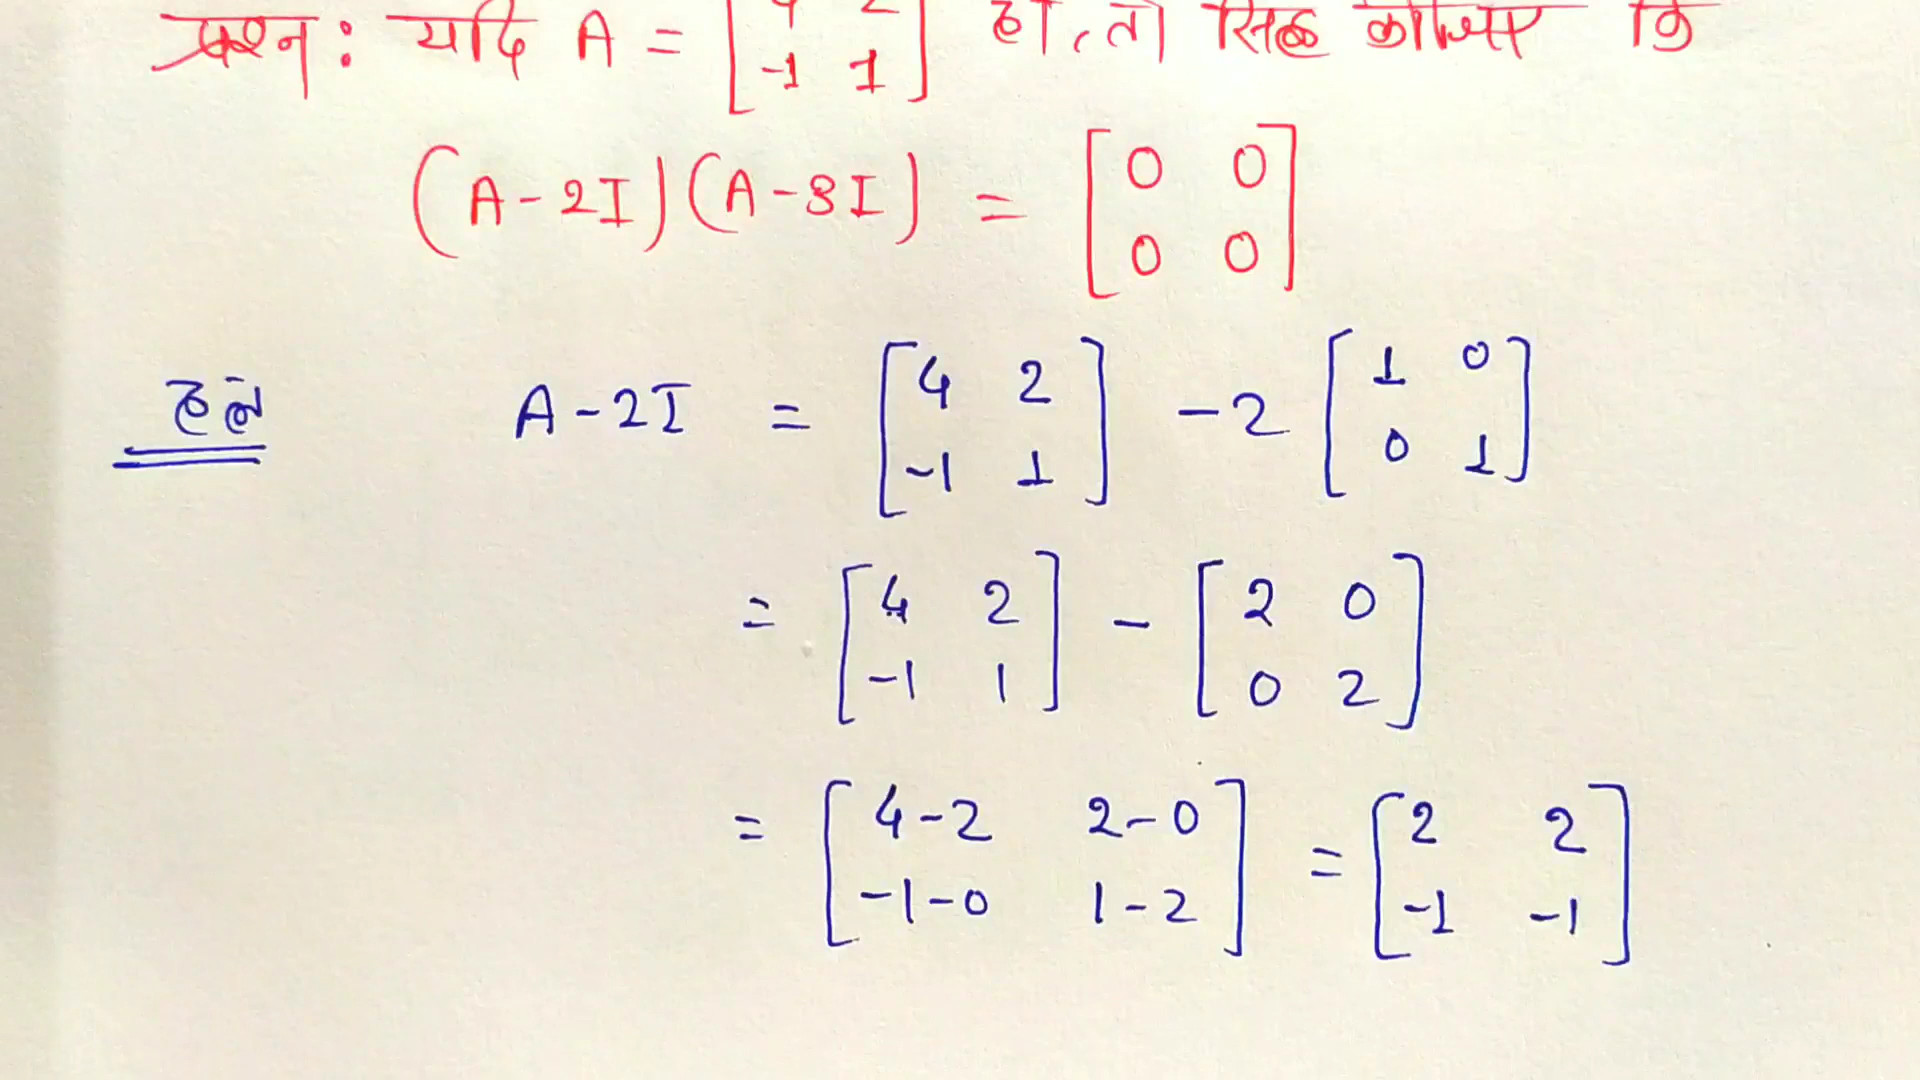 प्रश्न: यदि A = [4 2] हो, तो सिद्ध कीजिए कि
[-1 1]
(A-2I)(A-3I) = [0 0]
[0 0]
हल A-2I = [4 2] -2 [1 0]
[-1 1] [0 1]
= [4 2] - [2 0]
[-1 1] [0 2]
= [4-2 2-0] = [2 2]
[-1-0 1-2] [-1 -1]